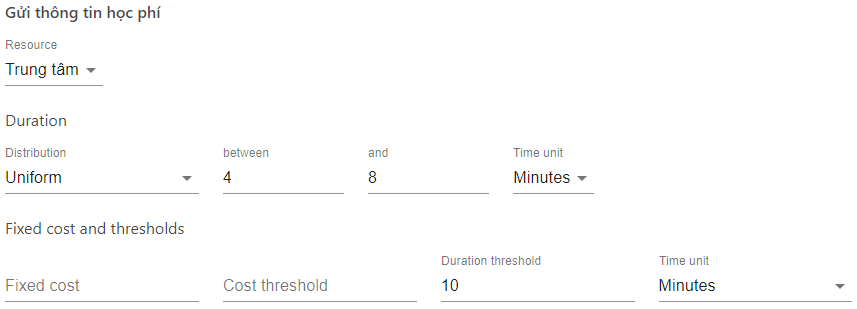 Gửi thông tin học phí
Resource
Trung tâm
Duration
Distribution between and Time unit
Uniform 4 8 Minutes
Fixed cost and thresholds
Duration threshold Time unit
Fixed cost Cost threshold 10 Minutes